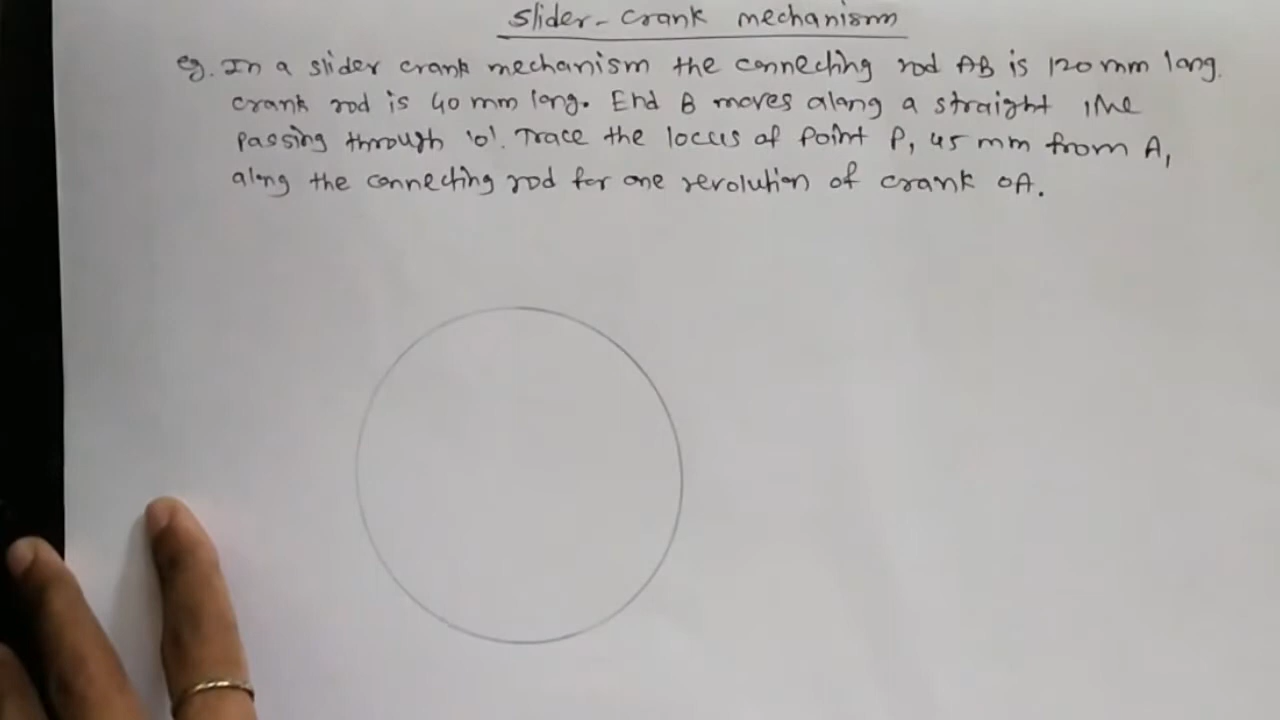 slider-crank mechanism
eg. In a slider crank mechanism the connecting rod AB is 120 mm long.
crank rod is 40 mm long. End B moves along a straight line
passing through 'o'. Trace the locus of point P, 45 mm from A,
along the connecting rod for one revolution of crank OA.